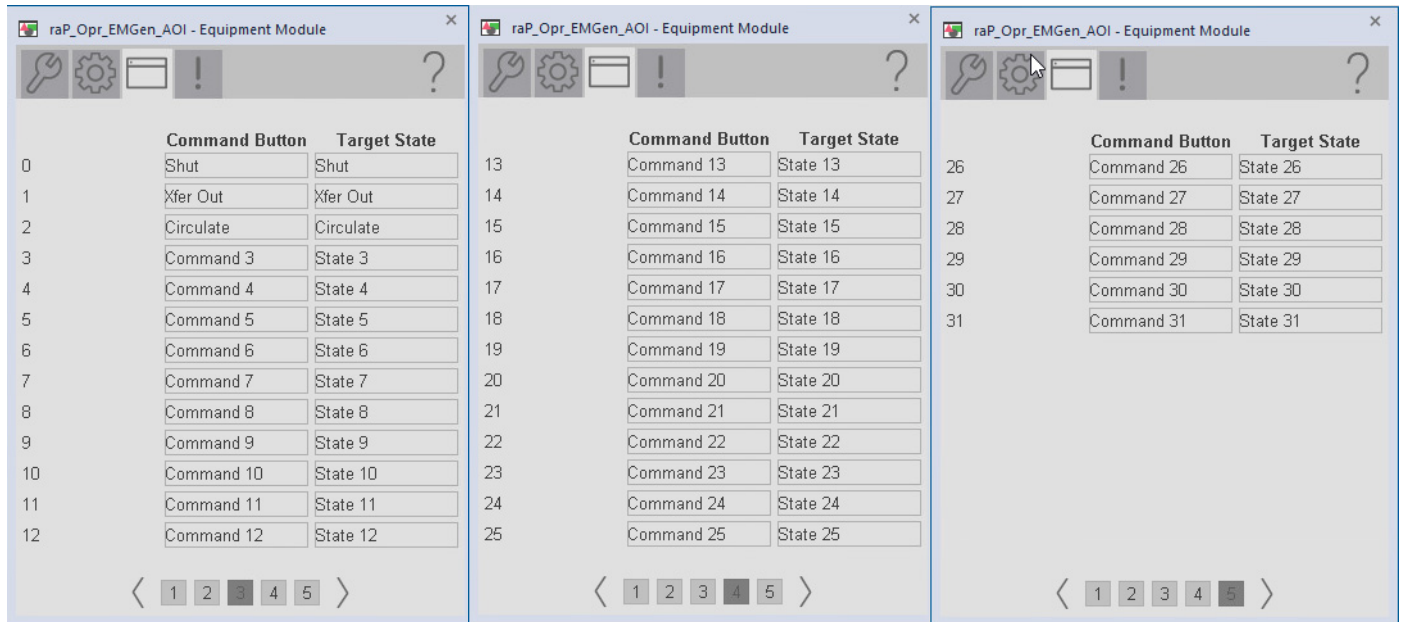 raP_Opr_EMGen_AOI - Equipment Module
?
Command Button Target State
0 Shut Shut
1 Xfer Out Xfer Out
2 Circulate Circulate
3 Command 3 State 3
4 Command 4 State 4
5 Command 5 State 5
6 Command 6 State 6
7 Command 7 State 7
8 Command 8 State 8
9 Command 9 State 9
10 Command 10 State 10
11 Command 11 State 11
12 Command 12 State 12
1 2 3 4 5
raP_Opr_EMGen_AOI - Equipment Module
?
Command Button Target State
13 Command 13 State 13
14 Command 14 State 14
15 Command 15 State 15
16 Command 16 State 16
17 Command 17 State 17
18 Command 18 State 18
19 Command 19 State 19
20 Command 20 State 20
21 Command 21 State 21
22 Command 22 State 22
23 Command 23 State 23
24 Command 24 State 24
25 Command 25 State 25
1 2 3 4 5
raP_Opr_EMGen_AOI - Equipment Module
?
Command Button Target State
26 Command 26 State 26
27 Command 27 State 27
28 Command 28 State 28
29 Command 29 State 29
30 Command 30 State 30
31 Command 31 State 31
1 2 3 4 5